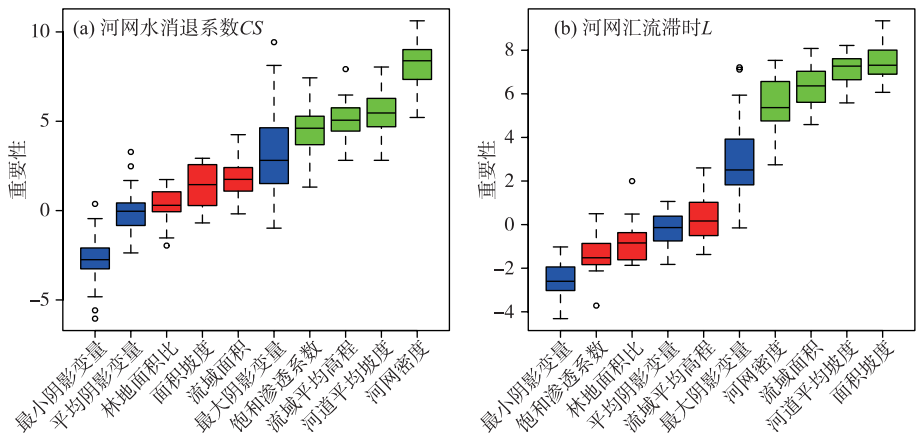 (a) 河网水消退系数CS
重要性
10
5
0
−5
最小阴影变量
平均阴影变量
林地面积比
面积坡度
流域面积
最大阴影变量
饱和渗透系数
流域平均高程
河道平均坡度
河网密度
(b) 河网汇流滞时L
重要性
8
6
4
2
0
−2
−4
最小阴影变量
饱和渗透系数
林地面积比
平均阴影变量
流域平均高程
最大阴影变量
河网密度
流域面积
河道平均坡度
面积坡度